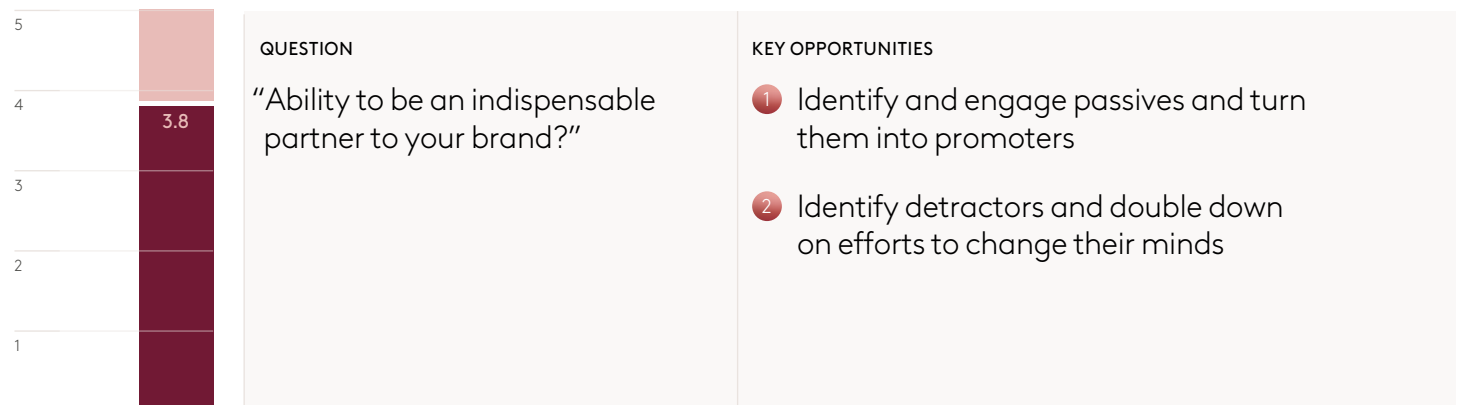 5
4
3.8
3
2
1
QUESTION
“Ability to be an indispensable
partner to your brand?”
KEY OPPORTUNITIES
1 Identify and engage passives and turn
them into promoters
2 Identify detractors and double down
on efforts to change their minds